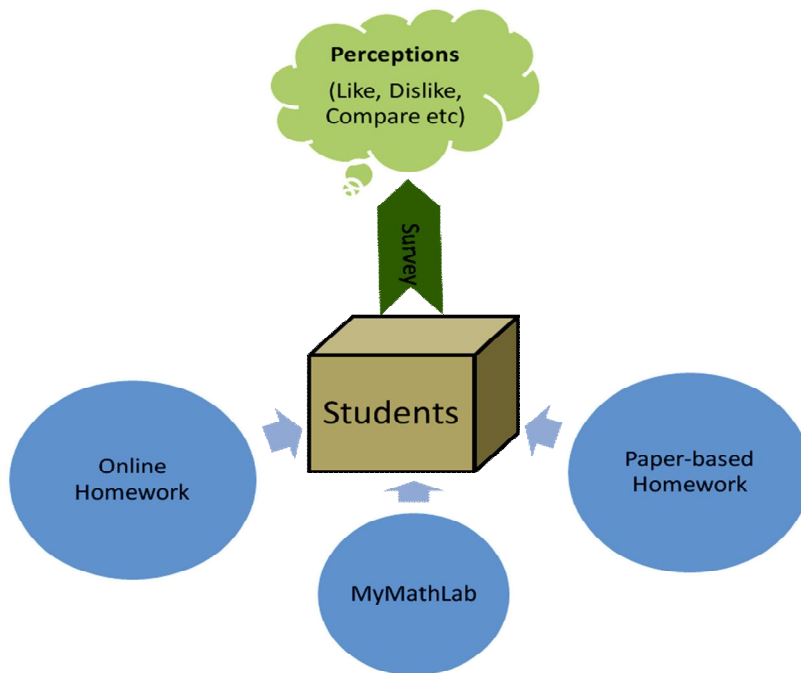 Perceptions
(Like, Dislike,
Compare etc)
Survey
Students
Online
Homework
Paper-based
Homework
MyMathLab